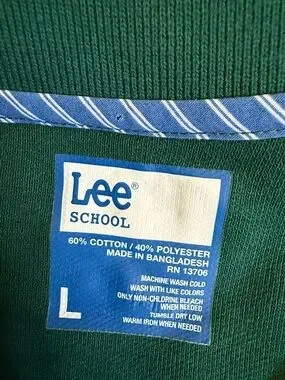 Lee®
SCHOOL
60% COTTON / 40% POLYESTER
MADE IN BANGLADESH
RN 13706
MACHINE WASH COLD
WASH WITH LIKE COLORS
ONLY NON-CHLORINE BLEACH
WHEN NEEDED
TUMBLE DRY LOW
WARM IRON WHEN NEEDED
L